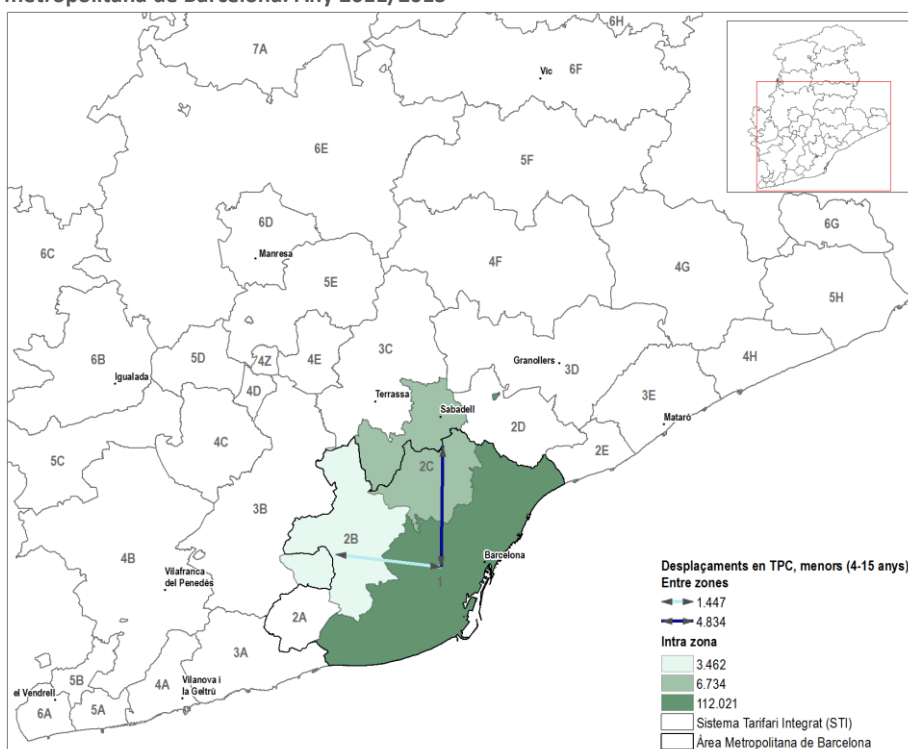 metropolitana de Barcelona. Any 2012/2013
7A
6H
6F
Vic
6E
5F
6D
Manresa
6C
5E
4F
4G
6G
5H
6B
Igualada
5D
4Z
4E
4D
3C
Granollers
3D
4H
Terrassa
Sabadell
3E
Mataró
2D
2E
4C
5C
2C
3B
2B
4B
Vilafranca
del Penedès
Barcelona
1
2A
3A
5B
el Vendrell
4A
Vilanova i
la Geltrú
6A
5A
Desplaçaments en TPC, menors (4-15 anys)
Entre zones
1.447
4.834
Intra zona
3.462
6.734
112.021
Sistema Tarifari Integrat (STI)
Àrea Metropolitana de Barcelona